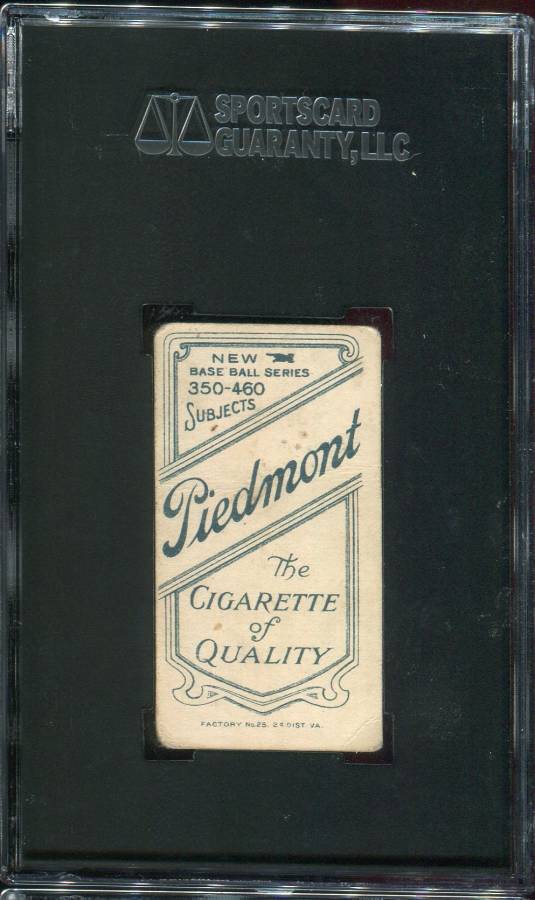 SPORTSCARD
GUARANTY, LLC
NEW
BASE BALL SERIES
350-460
SUBJECTS
Piedmont
The
CIGARETTE
of
QUALITY
FACTORY No. 25. 2d DIST. VA.